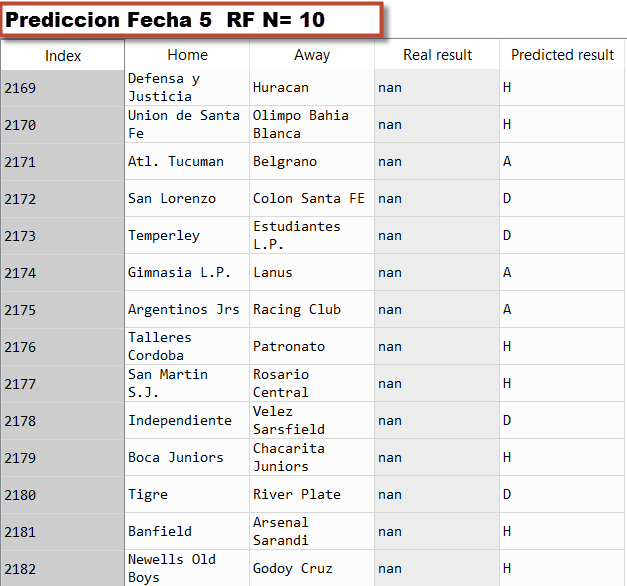 Prediccion Fecha 5 RF N= 10
Index Home Away Real result Predicted result
2169 Defensa y Justicia Huracan nan H
2170 Union de Santa Fe Olimpo Bahia Blanca nan H
2171 Atl. Tucuman Belgrano nan A
2172 San Lorenzo Colon Santa FE nan D
2173 Temperley Estudiantes L.P. nan D
2174 Gimnasia L.P. Lanus nan A
2175 Argentinos Jrs Racing Club nan A
2176 Talleres Cordoba Patronato nan H
2177 San Martin S.J. Rosario Central nan H
2178 Independiente Velez Sarsfield nan D
2179 Boca Juniors Chacarita Juniors nan H
2180 Tigre River Plate nan D
2181 Banfield Arsenal Sarandi nan H
2182 Newells Old Boys Godoy Cruz nan H